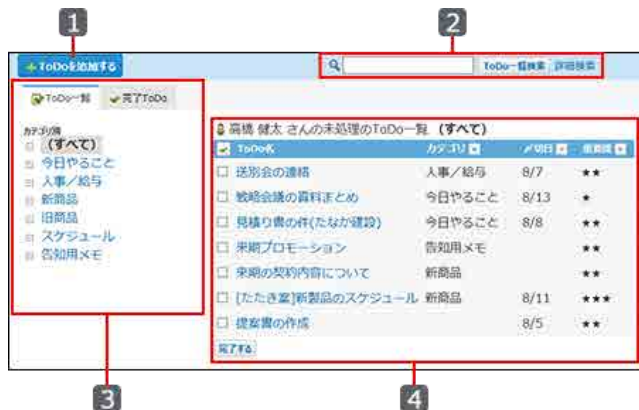 1
2
ToDoを追加する
ToDo一覧検索 詳細検索
ToDo一覧 完了ToDo
カテゴリ別
(すべて)
今日やること
人事/給与
新商品
旧商品
スケジュール
告知用メモ
高橋 健太 さんの未処理のToDo一覧 (すべて)
ToDo名 カテゴリ 〆切日 重要度
送別会の連絡 人事/給与 8/7 ★★
戦略会議の資料まとめ 今日やること 8/13 ★
見積り書の件(たなか建設) 今日やること 8/8 ★★
来期プロモーション 告知用メモ ★★
来期の契約内容について 新商品 ★★
[たたき案]新製品のスケジュール 新商品 8/11 ★★★
提案書の作成 8/5 ★★
完了する
3
4